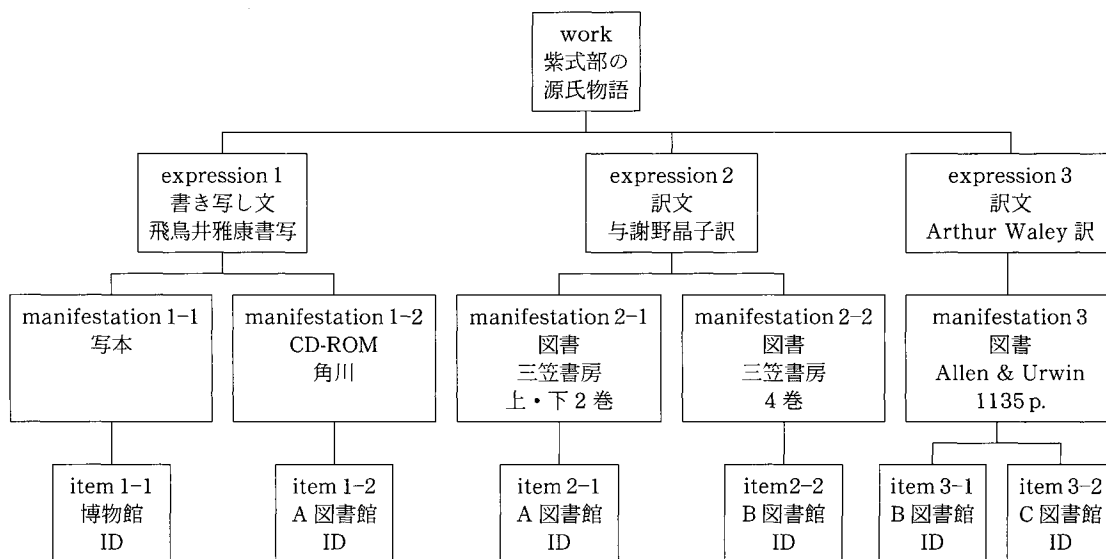 work
紫式部の
源氏物語
expression 1
書き写し文
飛鳥井雅康書写
expression 2
訳文
与謝野晶子訳
expression 3
訳文
Arthur Waley 訳
manifestation 1-1
写本
manifestation 1-2
CD-ROM
角川
manifestation 2-1
図書
三笠書房
上・下2巻
manifestation 2-2
図書
三笠書房
4巻
manifestation 3
図書
Allen & Urwin
1135 p.
item 1-1
博物館
ID
item 1-2
A 図書館
ID
item 2-1
A 図書館
ID
item2-2
B 図書館
ID
item 3-1
B 図書館
ID
item 3-2
C 図書館
ID